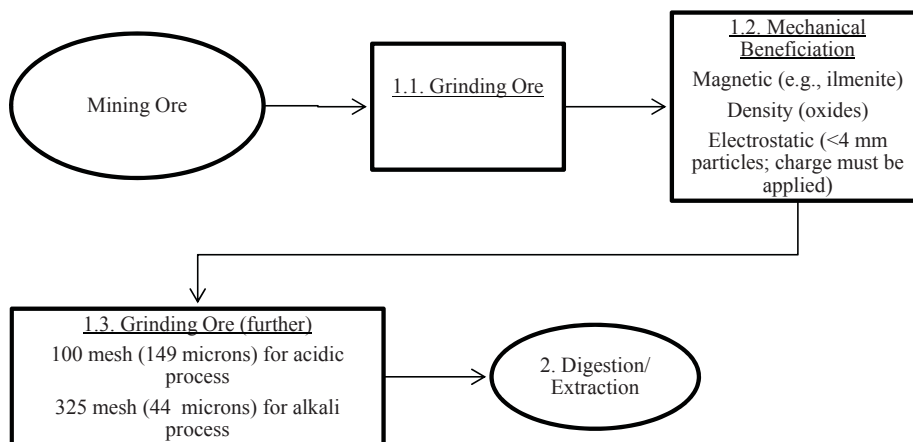 Mining Ore
1.1. Grinding Ore
1.2. Mechanical
Beneficiation
Magnetic (e.g., ilmenite)
Density (oxides)
Electrostatic (<4 mm
particles; charge must be
applied)
1.3. Grinding Ore (further)
100 mesh (149 microns) for acidic
process
325 mesh (44 microns) for alkali
process
2. Digestion/
Extraction